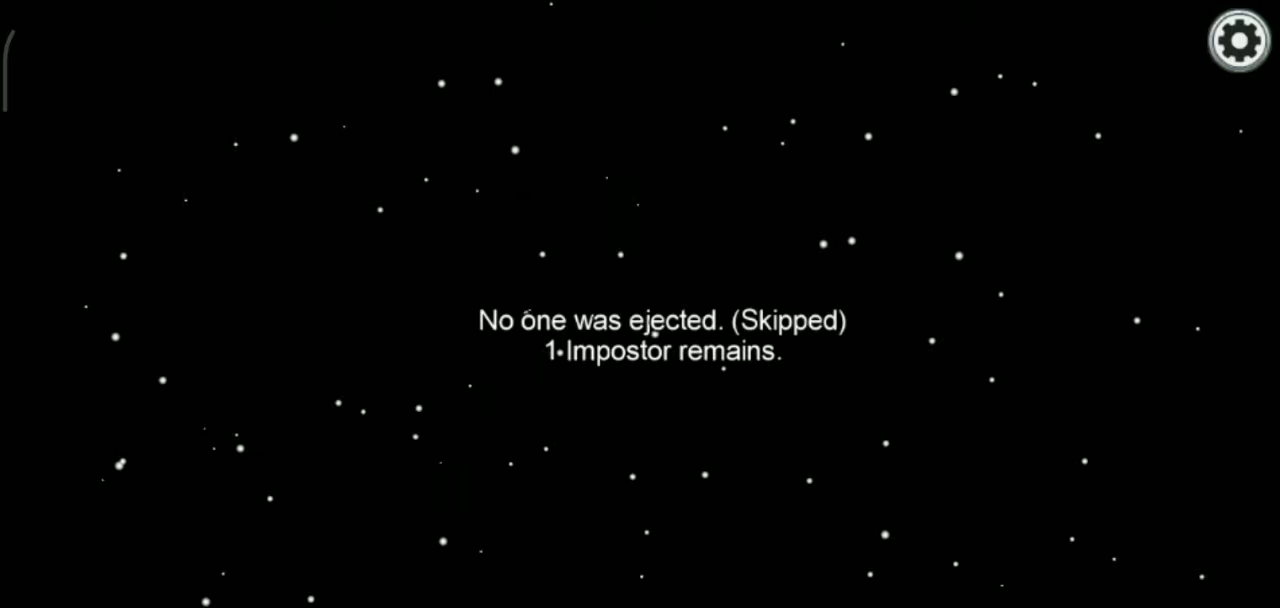 No one was ejected. (Skipped)
1 Impostor remains.